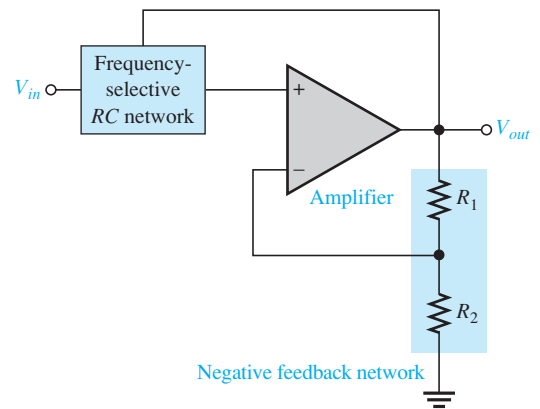 Frequency-
selective
RC network
V_in
+
−
V_out
Amplifier
R_1
R_2
Negative feedback network